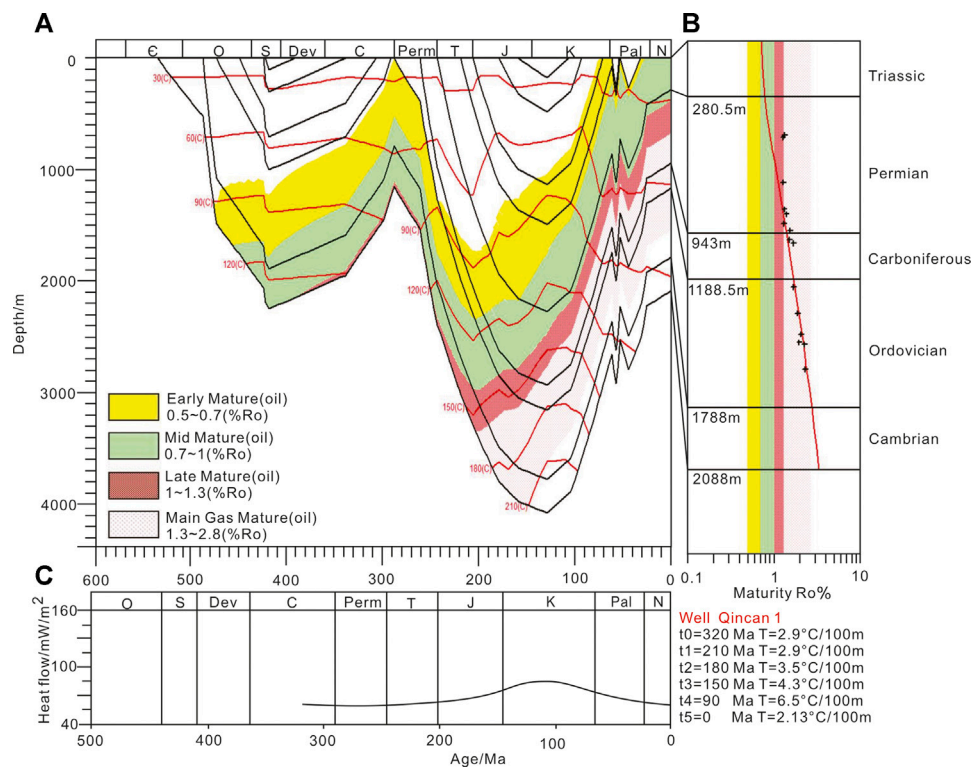 A
B
Є O S Dev C Perm T J K Pal N
0
1000
2000
3000
4000
Depth/m
30(C)
60(C)
90(C)
120(C)
90(C)
120(C)
150(C)
180(C)
210(C)
Early Mature(oil)
0.5~0.7(%Ro)
Mid Mature(oil)
0.7~1(%Ro)
Late Mature(oil)
1~1.3(%Ro)
Main Gas Mature(oil)
1.3~2.8(%Ro)
600 500 400 300 200 100 0
280.5m
943m
1188.5m
1788m
2088m
Triassic
Permian
Carboniferous
Ordovician
Cambrian
0.1 1 10
Maturity Ro%
C
O S Dev C Perm T J K Pal N
160
100
40
Heat flow/mW/m²
500 400 300 200 100 0
Age/Ma
Well Qincan 1
t0=320 Ma T=2.9°C/100m
t1=210 Ma T=2.9°C/100m
t2=180 Ma T=3.5°C/100m
t3=150 Ma T=4.3°C/100m
t4=90 Ma T=6.5°C/100m
t5=0 Ma T=2.13°C/100m